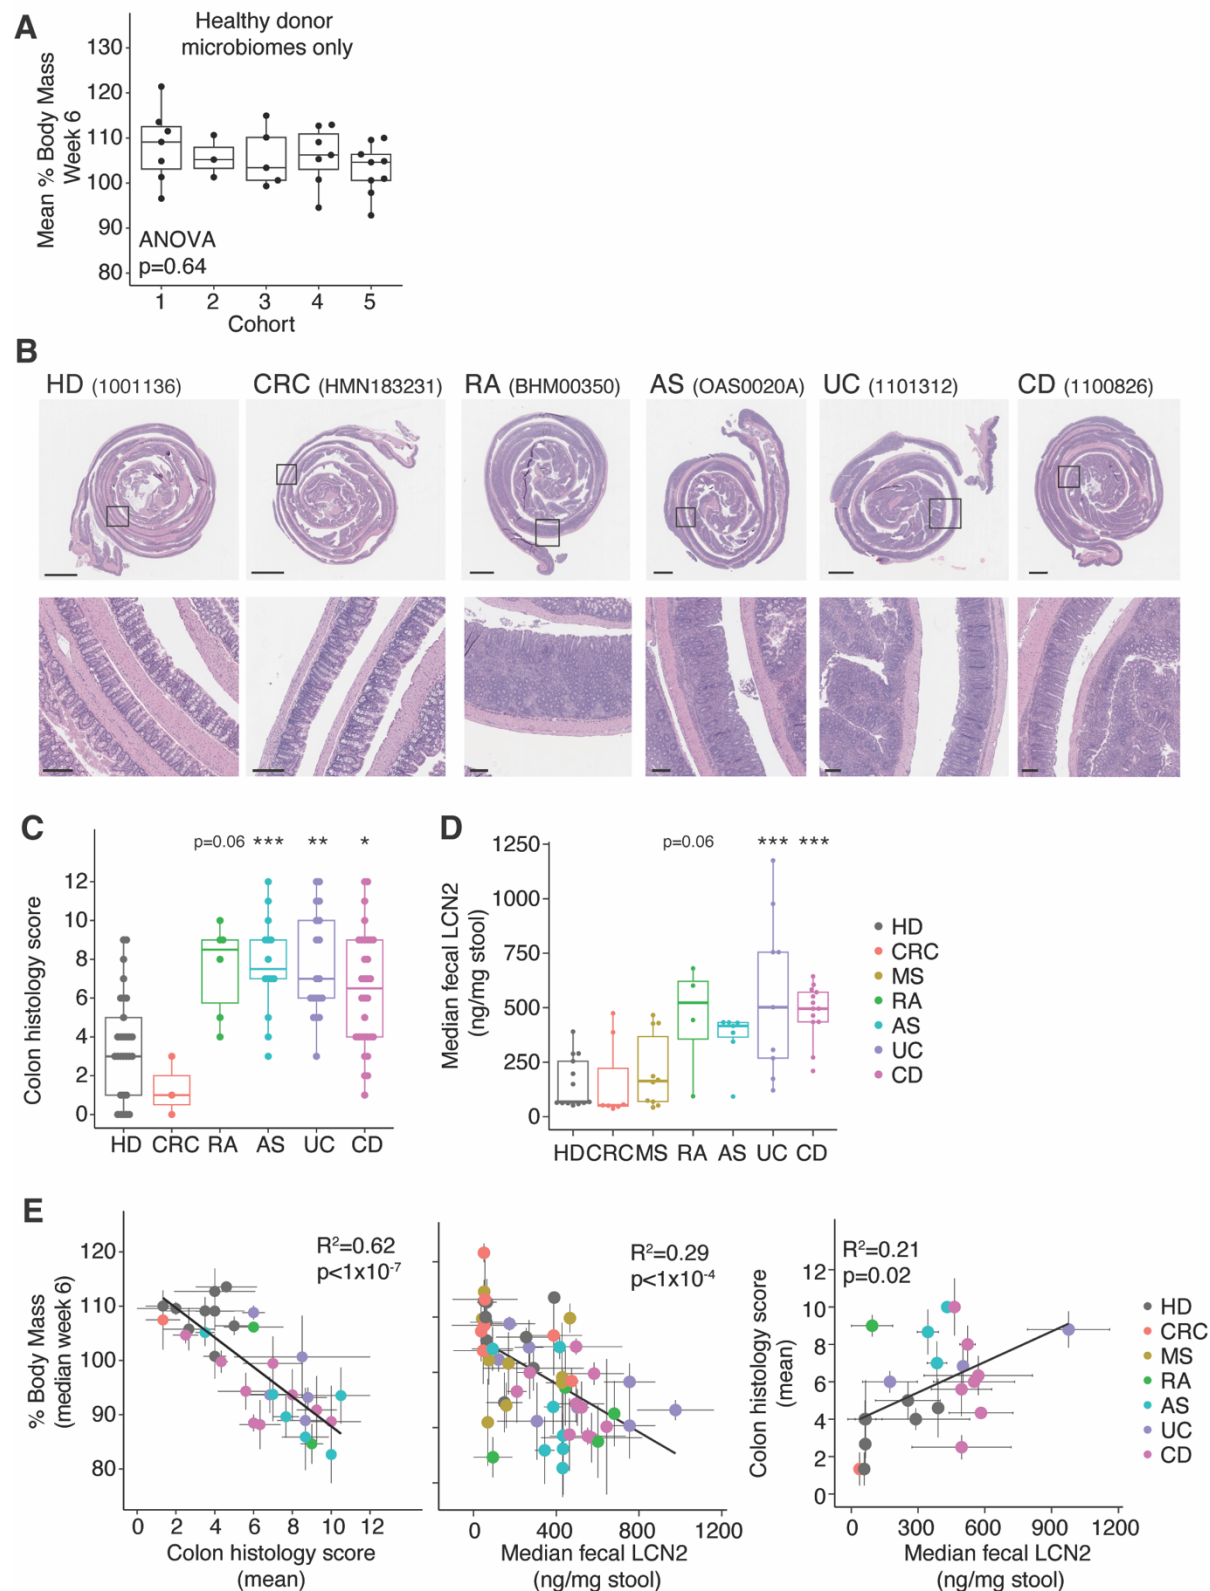 A
Healthy donor
microbiomes only
Mean % Body Mass
Week 6
130
120
110
100
90
80
ANOVA
p=0.64
1 2 3 4 5
Cohort
B
HD (1001136)
CRC (HMN183231)
RA (BHM00350)
AS (OAS0020A)
UC (1101312)
CD (1100826)
C
p=0.06 *** ** *
Colon histology score
12
10
8
6
4
2
0
HD CRC RA AS UC CD
D
p=0.06 *** ***
Median fecal LCN2
(ng/mg stool)
1250
1000
750
500
250
0
HD CRC MS RA AS UC CD
HD
CRC
MS
RA
AS
UC
CD
E
% Body Mass
(median week 6)
120
110
100
90
80
R²=0.62
p<1x10⁻⁷
0 2 4 6 8 10 12
Colon histology score
(mean)
R²=0.29
p<1x10⁻⁴
0 400 800 1200
Median fecal LCN2
(ng/mg stool)
R²=0.21
p=0.02
Colon histology score
(mean)
12
10
8
6
4
2
0
0 300 600 900 1200
Median fecal LCN2
(ng/mg stool)
HD
CRC
MS
RA
AS
UC
CD